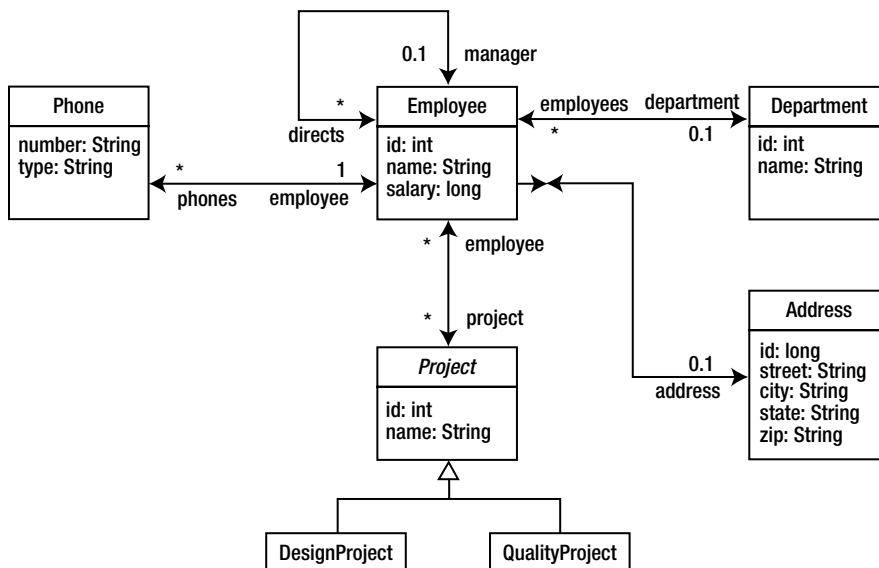 0.1 manager
Phone
number: String
type: String
*
directs
Employee
id: int
name: String
salary: long
employees department
* 0.1
Department
id: int
name: String
* 1
phones employee
* employee
* project
Project
id: int
name: String
0.1
address
Address
id: long
street: String
city: String
state: String
zip: String
DesignProject
QualityProject